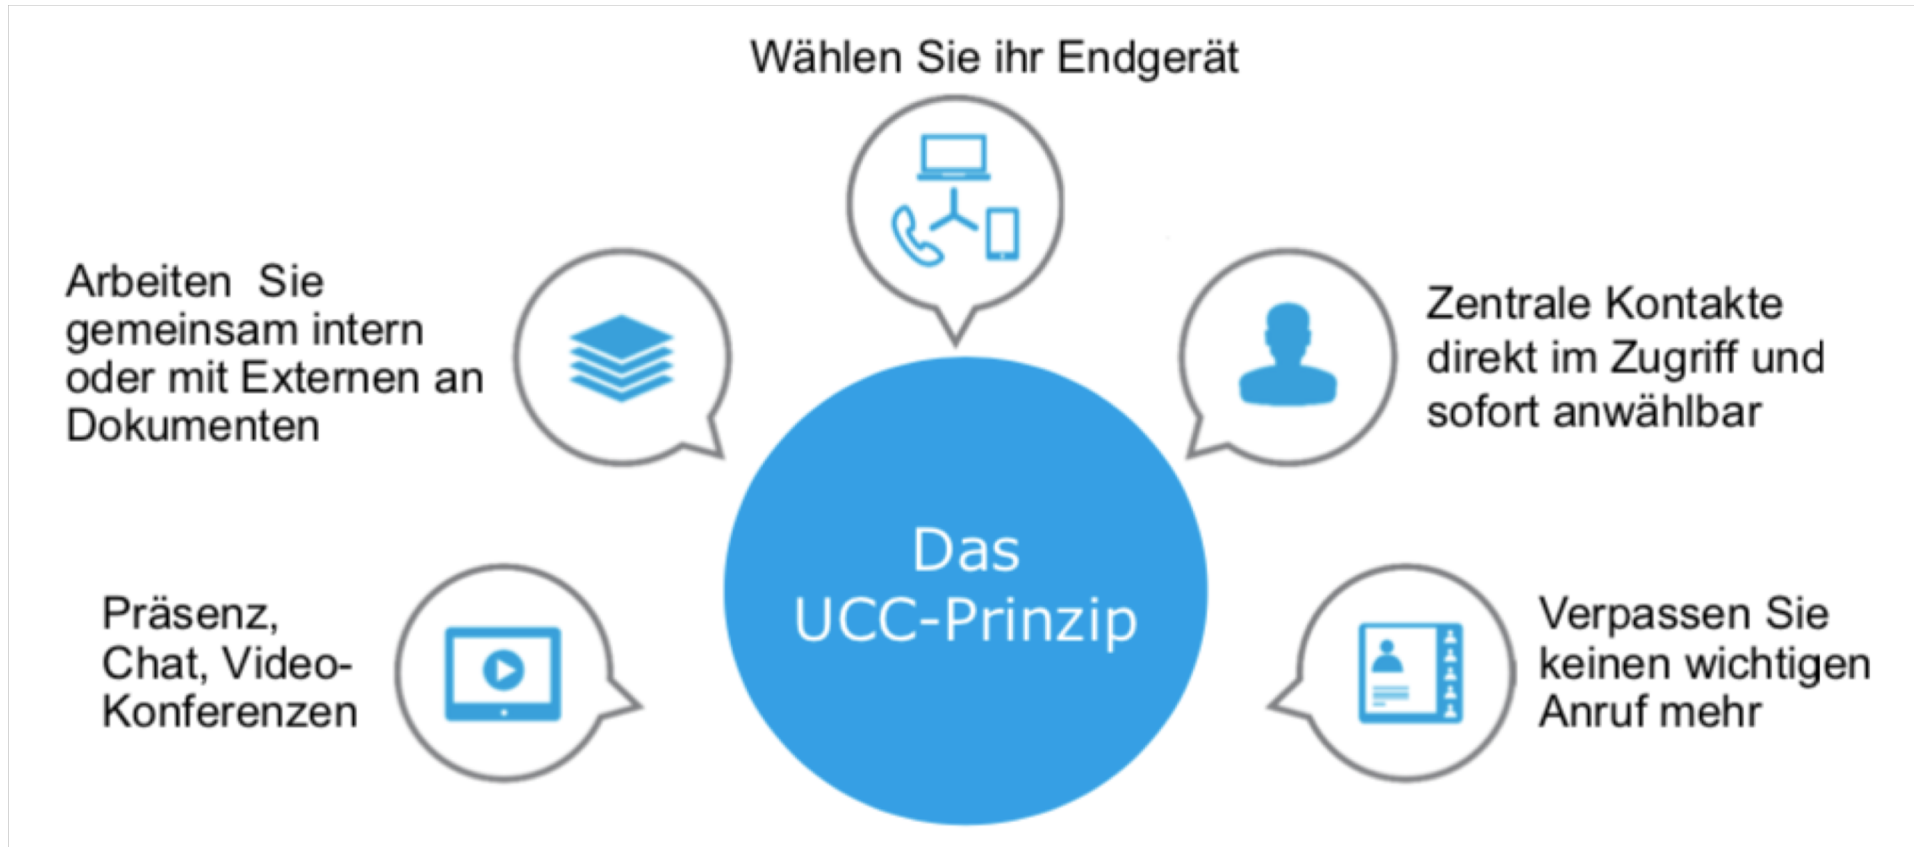 Wählen Sie ihr Endgerät
Arbeiten  Sie
gemeinsam intern
oder mit Externen an
Dokumenten
Zentrale Kontakte
direkt im Zugriff und
sofort anwählbar
Das
UCC-Prinzip
Präsenz,
Chat, Video-
Konferenzen
Verpassen Sie
keinen wichtigen
Anruf mehr